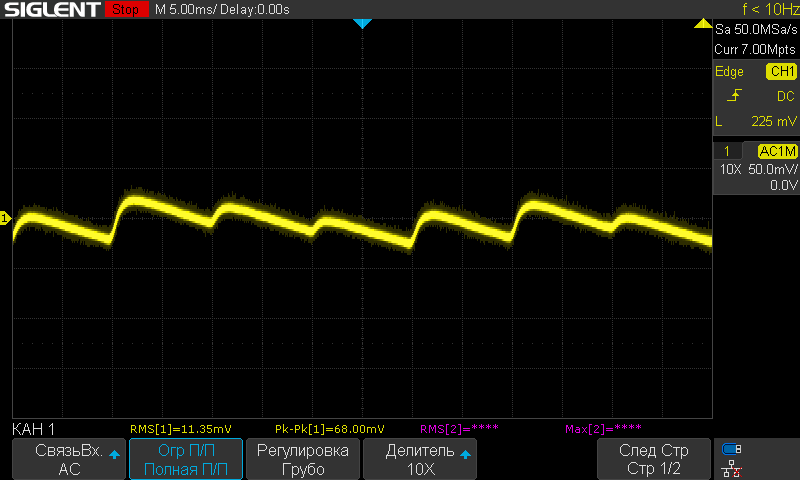 SIGLENT Stop M 5.00ms/ Delay:0.00s f < 10Hz
Sa 50.0MSa/s
Curr 7.00Mpts
Edge CH1
DC
L 225 mV
1 AC1M
10X 50.0mV/
0.0V
1
КАН 1 RMS[1]=11.35mV Pk-Pk[1]=68.00mV RMS[2]=**** Max[2]=****
СвязьВх. Огр П/П Регулировка Делитель След Стр
AC Полная П/П Грубо 10X Стр 1/2